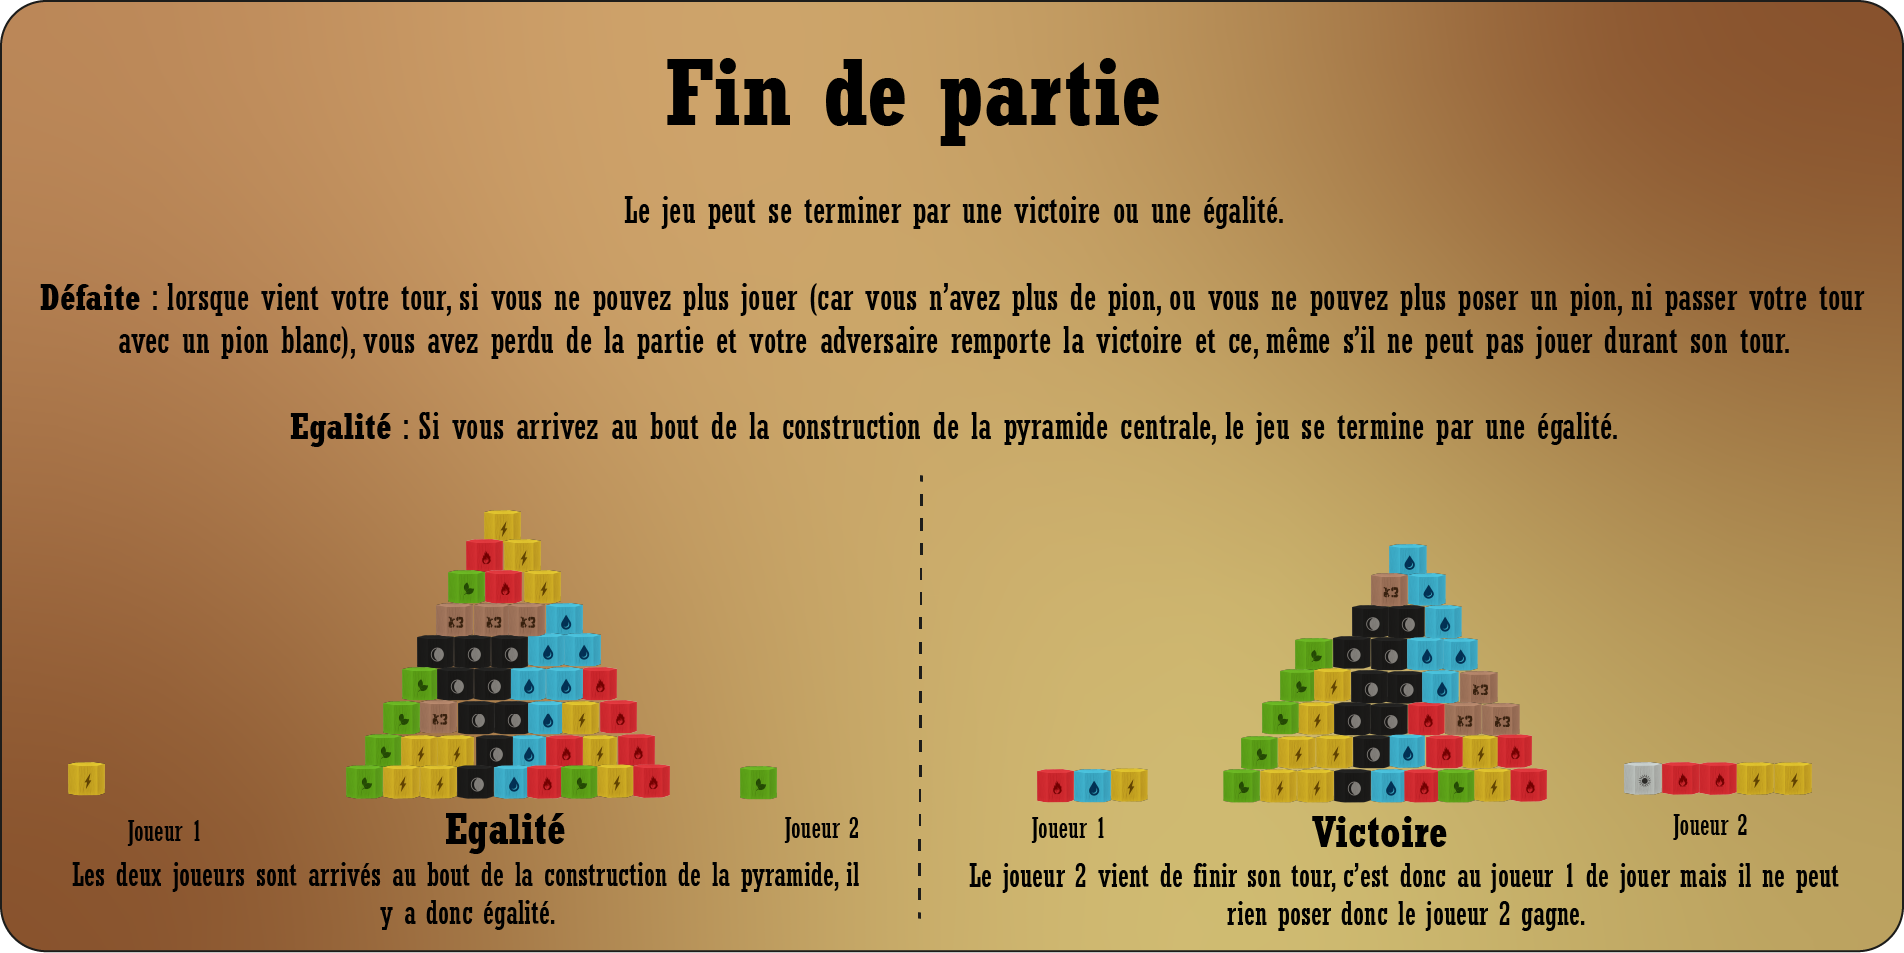 Fin de partie
Le jeu peut se terminer par une victoire ou une égalité.
Défaite : lorsque vient votre tour, si vous ne pouvez plus jouer (car vous n'avez plus de pion, ou vous ne pouvez plus poser un pion, ni passer votre tour
avec un pion blanc), vous avez perdu de la partie et votre adversaire remporte la victoire et ce, même s'il ne peut pas jouer durant son tour.
Egalité : Si vous arrivez au bout de la construction de la pyramide centrale, le jeu se termine par une égalité.
Joueur 1
Egalité
Joueur 2
Les deux joueurs sont arrivés au bout de la construction de la pyramide, il
y a donc égalité.
Joueur 1
Victoire
Joueur 2
Le joueur 2 vient de finir son tour, c'est donc au joueur 1 de jouer mais il ne peut
rien poser donc le joueur 2 gagne.